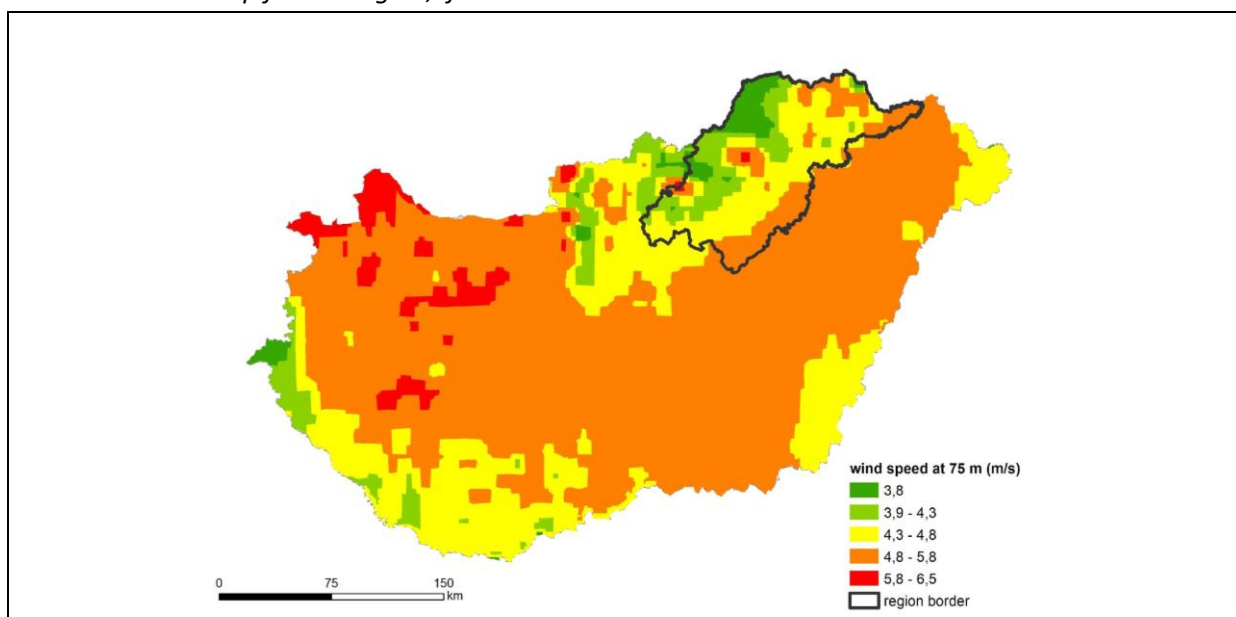 wind speed at 75 m (m/s)
3,8
3,9 - 4,3
4,3 - 4,8
4,8 - 5,8
5,8 - 6,5
region border
0 75 150
km